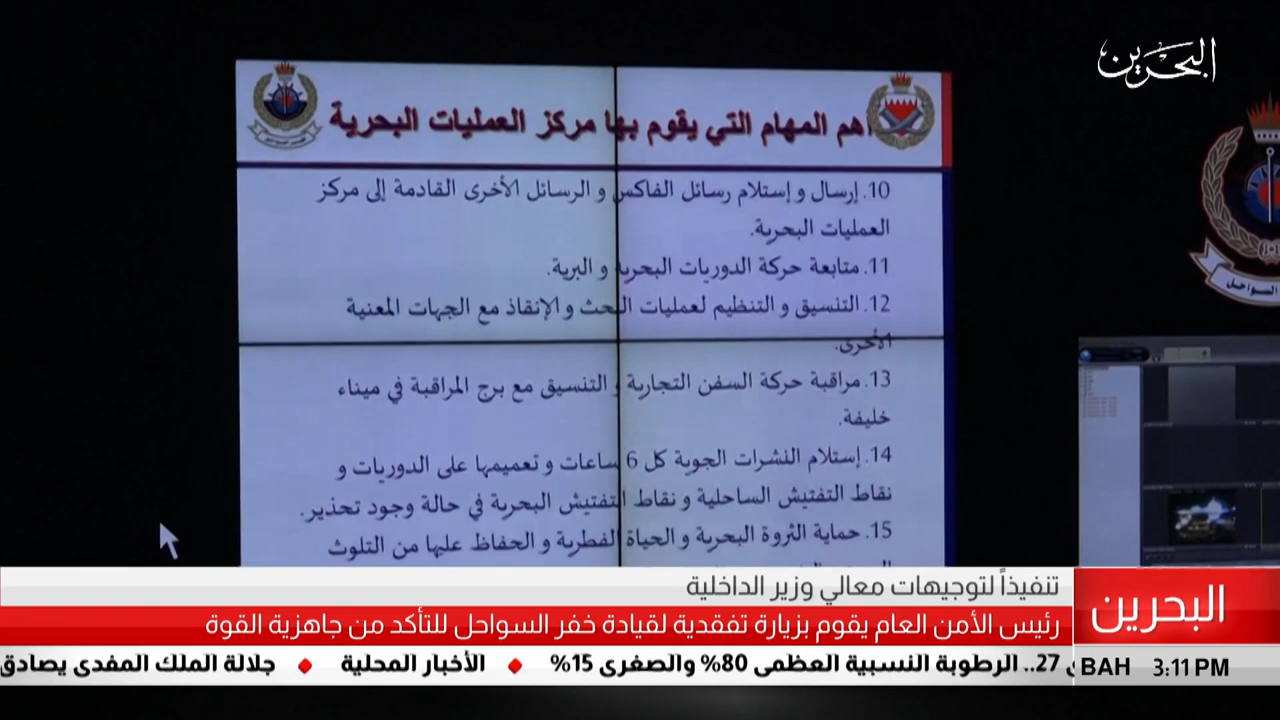 البحرين
أهم المهام التي يقوم بها مركز العمليات البحرية
10. إرسال و إستلام رسائل الفاكس و الرسائل الأخرى القادمة إلى مركز
العمليات البحرية.
11. متابعة حركة الدوريات البحرية و البرية.
12. التنسيق و التنظيم لعمليات البحث و الإنقاذ مع الجهات المعنية
الأخرى.
13. مراقبة حركة السفن التجارية و التنسيق مع برج المراقبة في ميناء
خليفة.
14. إستلام النشرات الجوية كل 6 ساعات و تعميمها على الدوريات و
نقاط التفتيش الساحلية و نقاط التفتيش البحرية في حالة وجود تحذير.
15. حماية الثروة البحرية و الحياة الفطرية و الحفاظ عليها من التلوث
السواحل
البحرين
تنفيذاً لتوجيهات معالي وزير الداخلية
رئيس الأمن العام يقوم بزيارة تفقدية لقيادة خفر السواحل للتأكد من جاهزية القوة
BAH 3:11 PM
27.. الرطوبة النسبية العظمى 80% والصغرى 15% ♦ الأخبار المحلية ♦ جلالة الملك المفدى يصادق